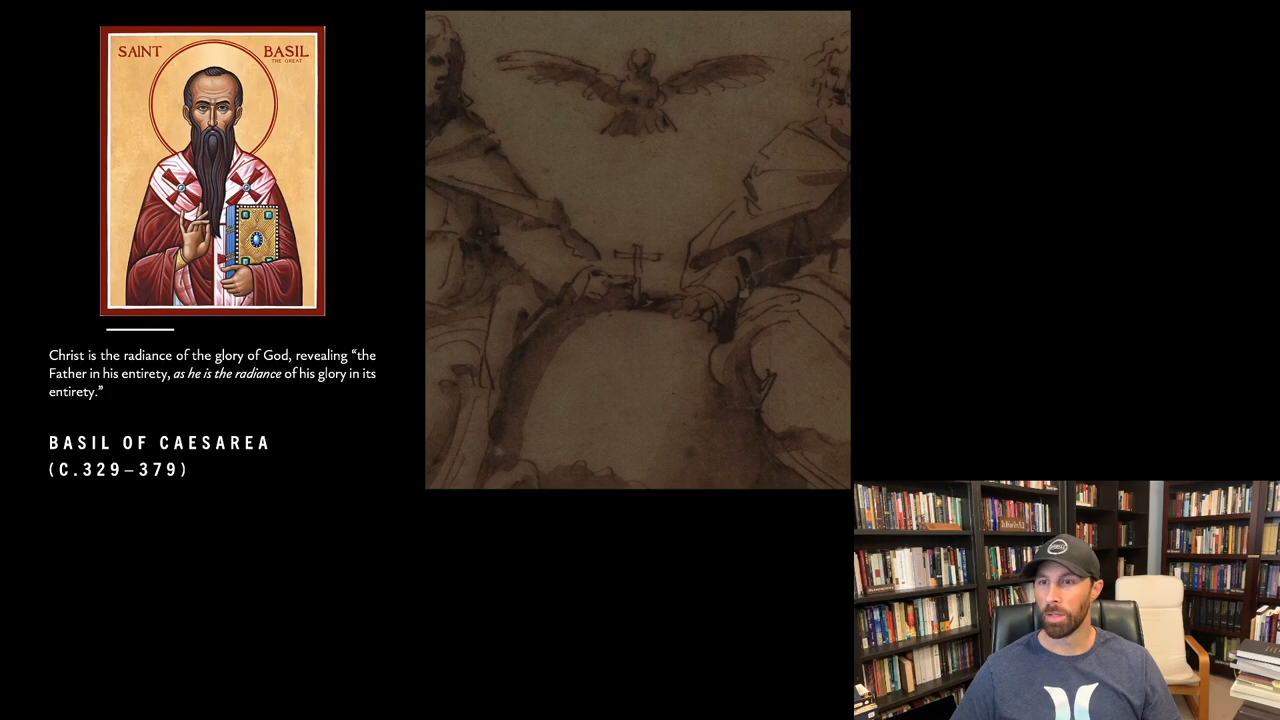 SAINT BASIL
THE GREAT
Christ is the radiance of the glory of God, revealing “the
Father in his entirety, as he is the radiance of his glory in its
entirety.”
BASIL OF CAESAREA
(C.329–379)